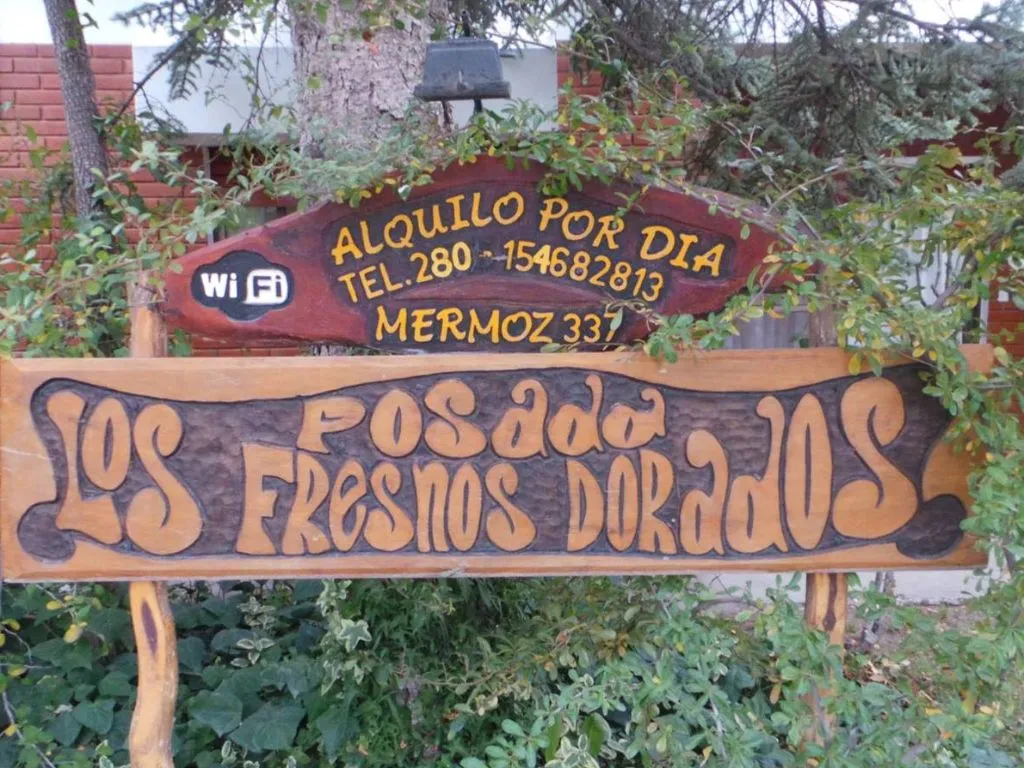 ALQUILO POR DIA
TEL. 280 - 154682813
Wi Fi
MERMOZ 337
POSADA
LOS FRESNOS DORADOS